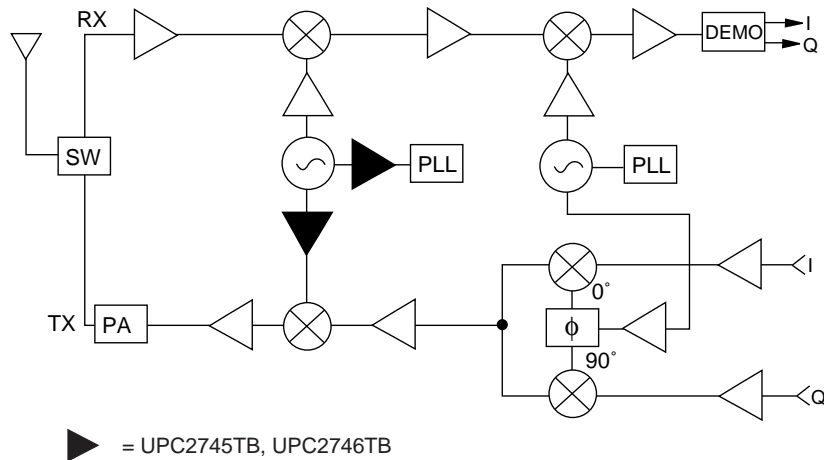 RX
DEMO
I
Q
SW
PLL
PLL
I
0°
TX
PA
ϕ
90°
Q
= UPC2745TB, UPC2746TB